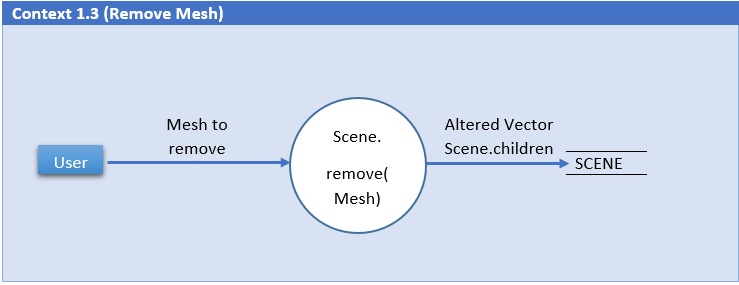 Context 1.3 (Remove Mesh)
Mesh to
remove
User
Scene.
remove(
Mesh)
Altered Vector
Scene.children
SCENE